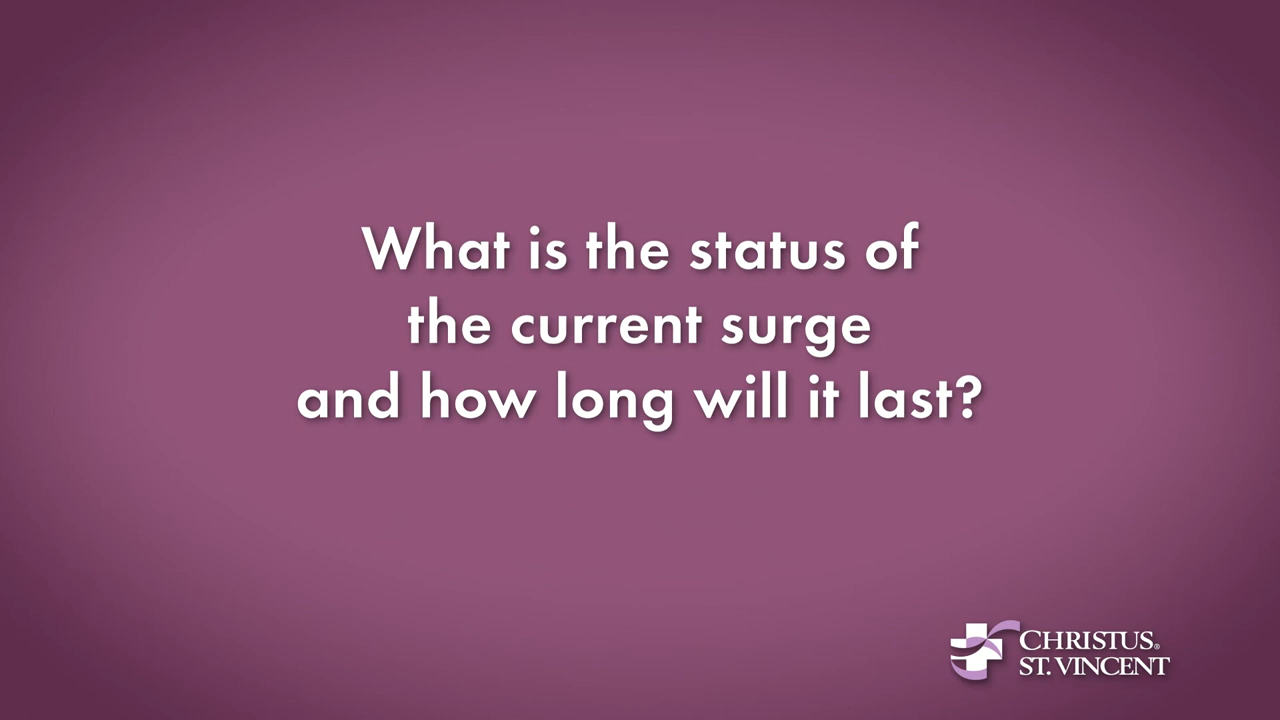 What is the status of
the current surge
and how long will it last?
CHRISTUS®
ST. VINCENT